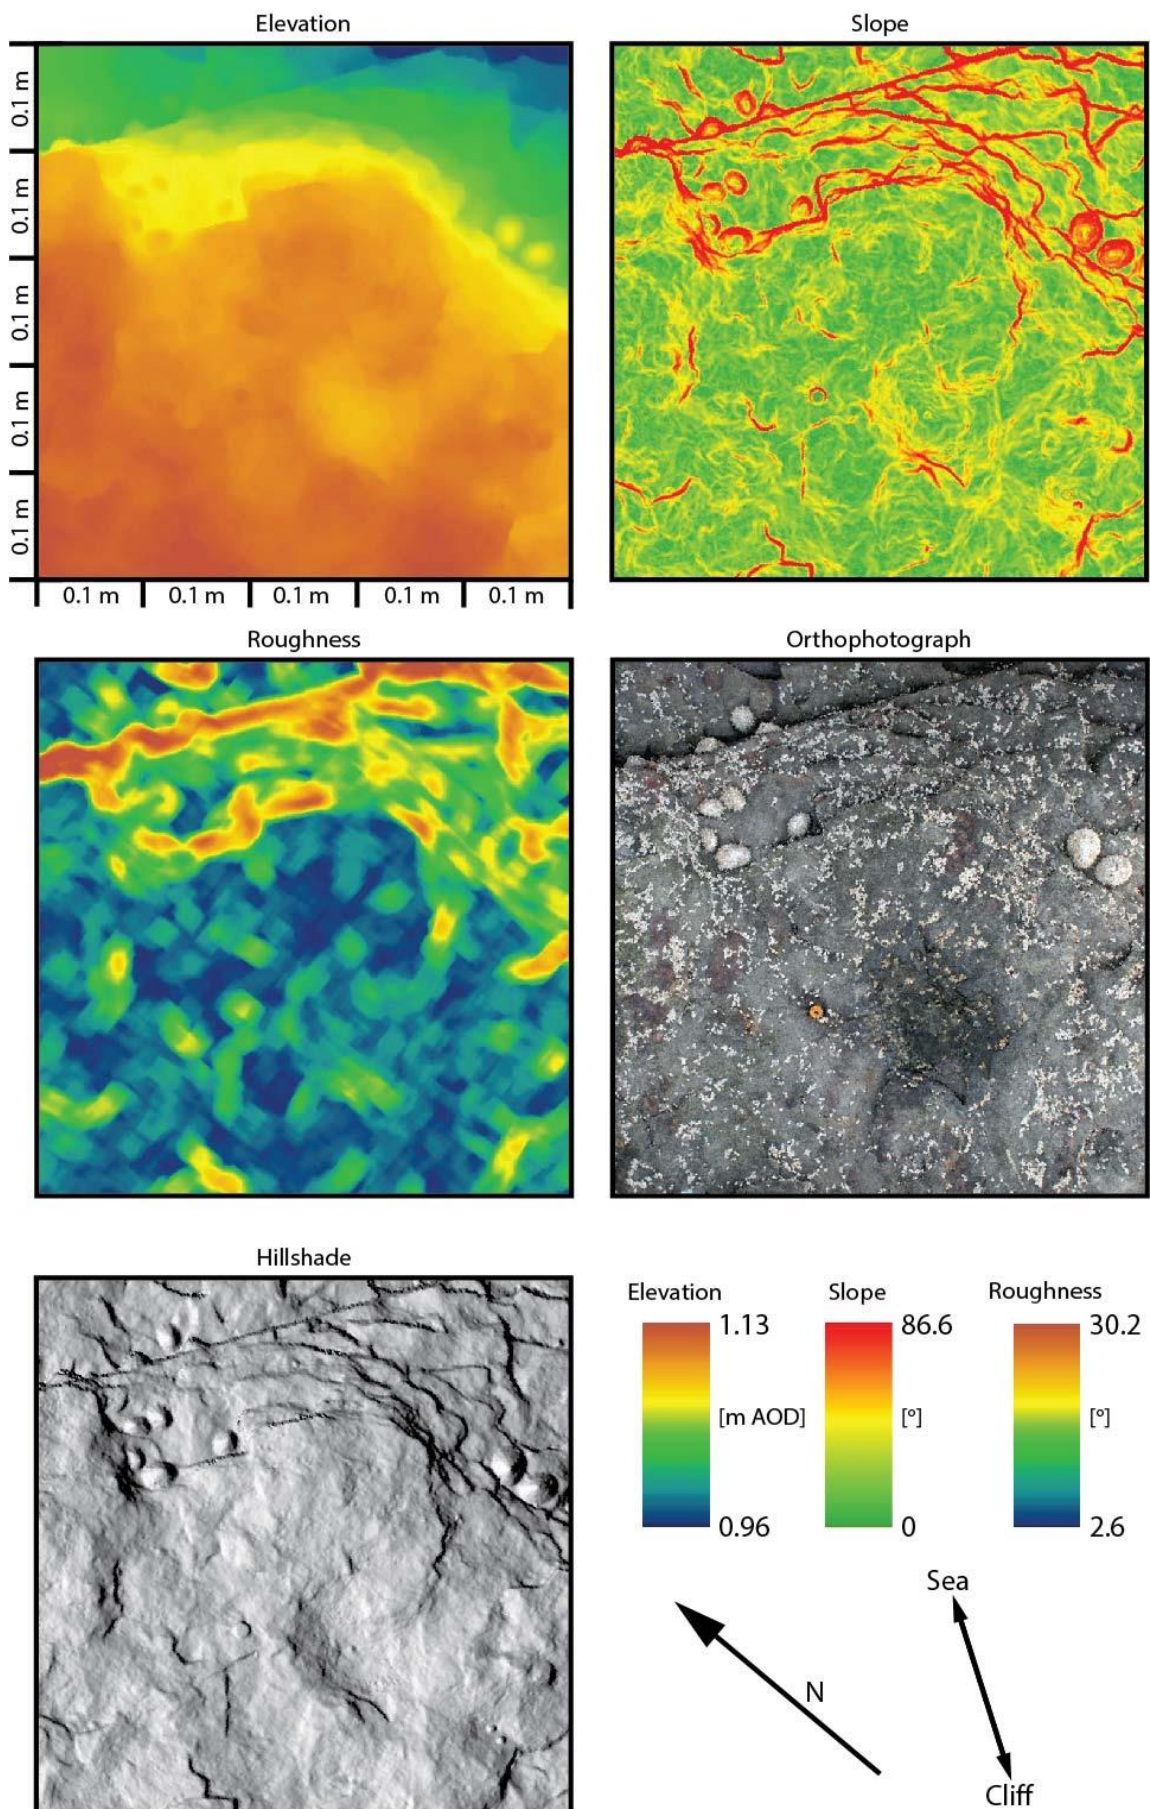 Elevation
Slope
0.1 m
0.1 m
0.1 m
0.1 m
0.1 m
0.1 m
0.1 m
0.1 m
0.1 m
0.1 m
Roughness
Orthophotograph
Hillshade
Elevation
Slope
Roughness
1.13
86.6
30.2
[m AOD]
[°]
[°]
0.96
0
2.6
Sea
N
Cliff